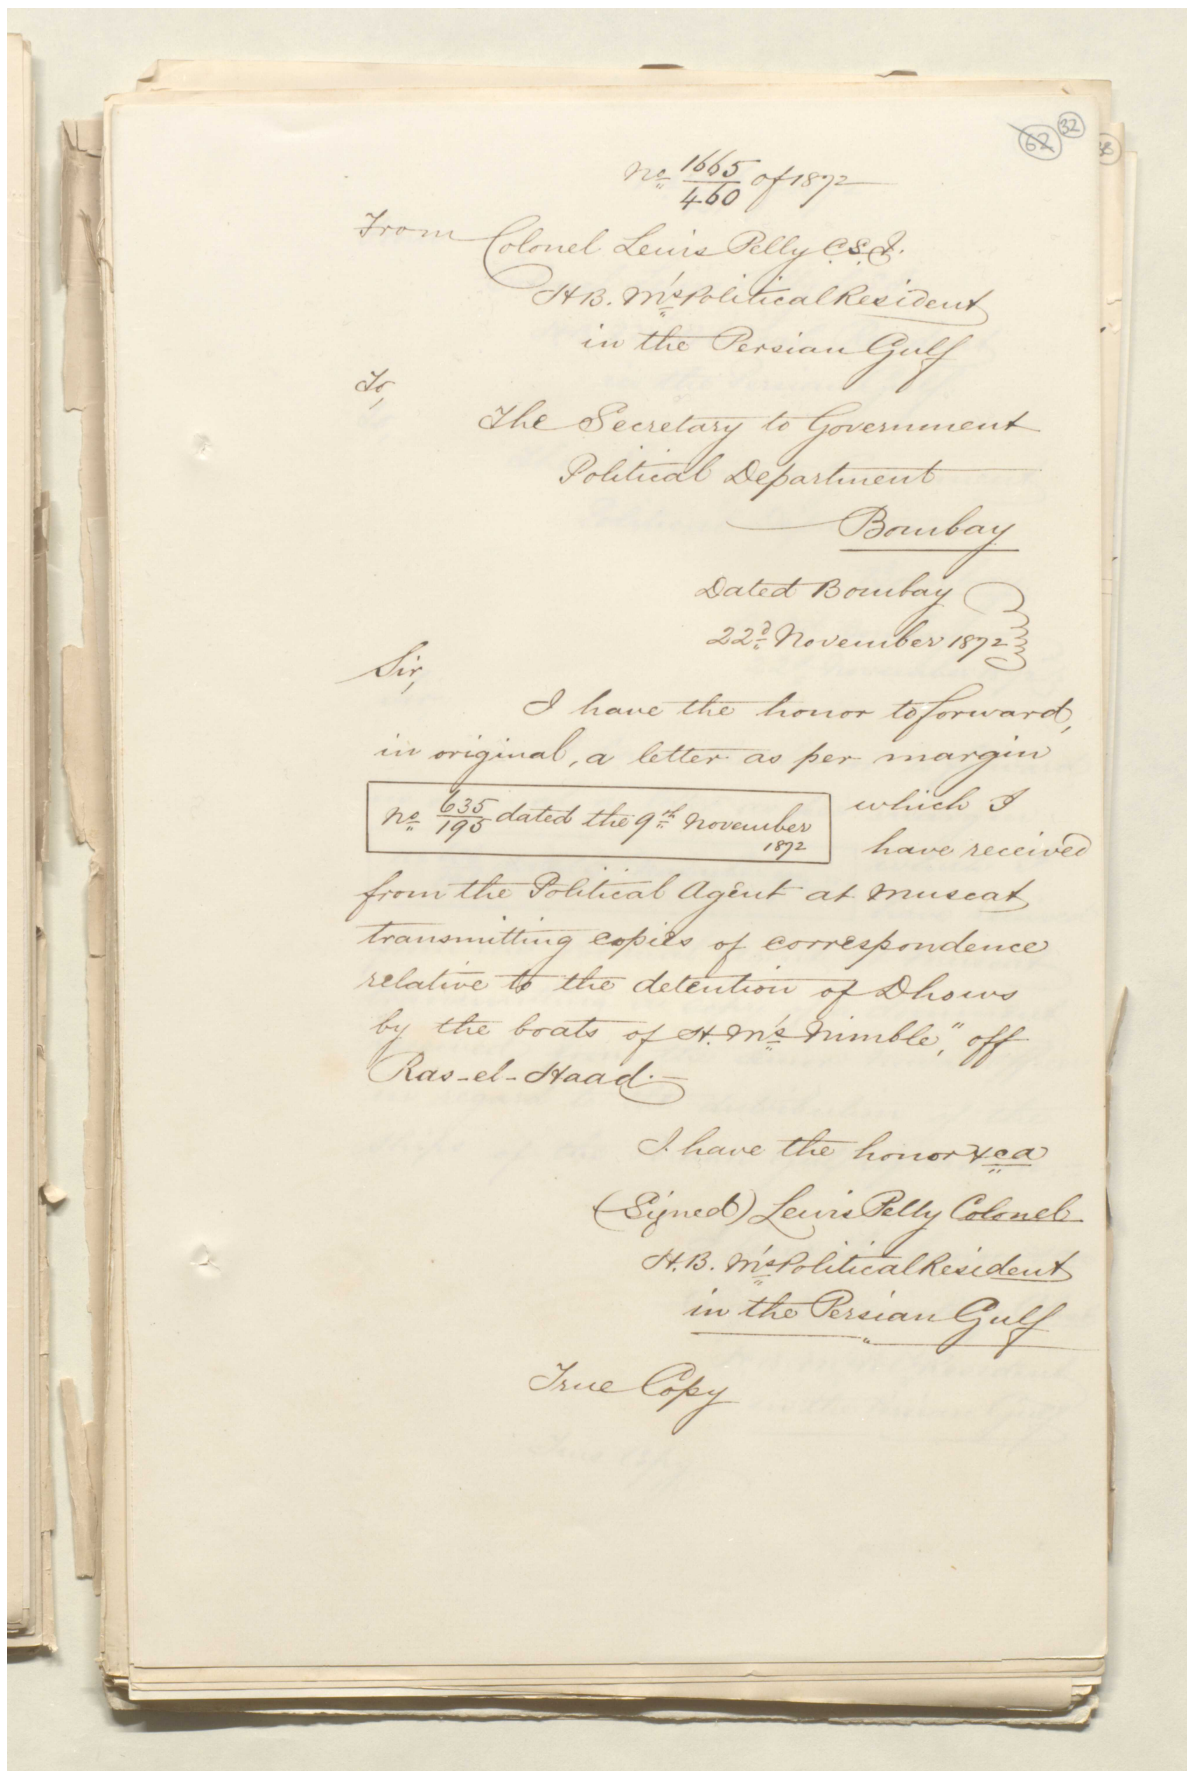 62 32
No 1665/460 of 1872
From Colonel Lewis Pelly C.S.I.
H.B. M's Political Resident
in the Persian Gulf
To,
The Secretary to Government
Political Department
Bombay
Dated Bombay
22d November 1872
Sir,
I have the honor to forward,
in original, a letter as per margin
No 635/195 dated the 9th November 1872
which I
have received
from the Political Agent at Muscat
transmitting copies of correspondence
relative to the detention of Dhows
by the boats of H. M's Nimble," off
Ras-el-Haad.
I have the honor &ca
(Signed) Lewis Pelly Colonel
H.B. M's Political Resident
in the Persian Gulf
True Copy